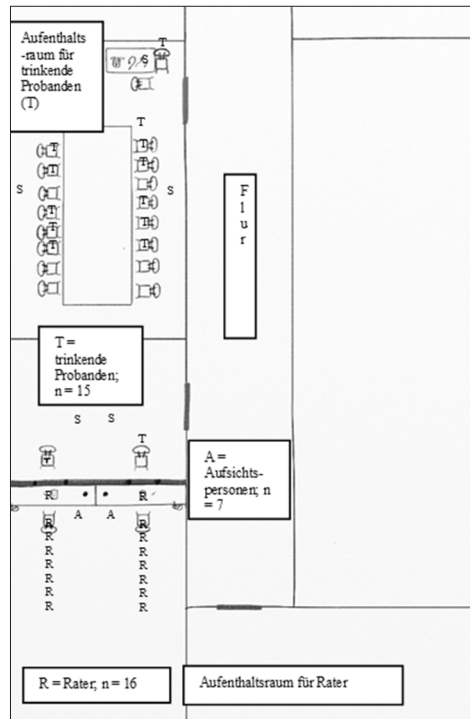 Aufenthalts
-raum für
trinkende
Probanden
(T)
T
T
T T
T T
S S
T T
T T
T T
F
l
u
r
T =
trinkende
Probanden;
n = 15
S S
T
T
A =
Aufsichts-
personen; n
= 7
R R
A A
R R
R R
R R
R R
R R
R R
R R
R = Rater; n = 16
Aufenthaltsraum für Rater